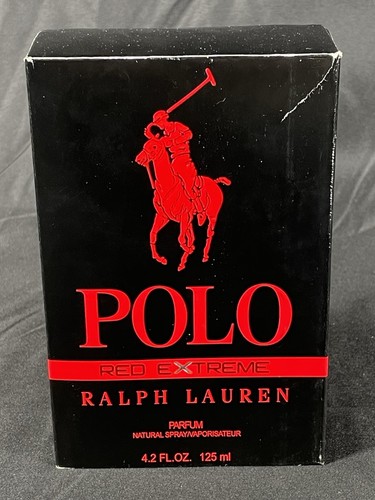 POLO
RED EXTREME
RALPH LAUREN
PARFUM
NATURAL SPRAY/VAPORISATEUR
4.2 FL.OZ. 125 ml